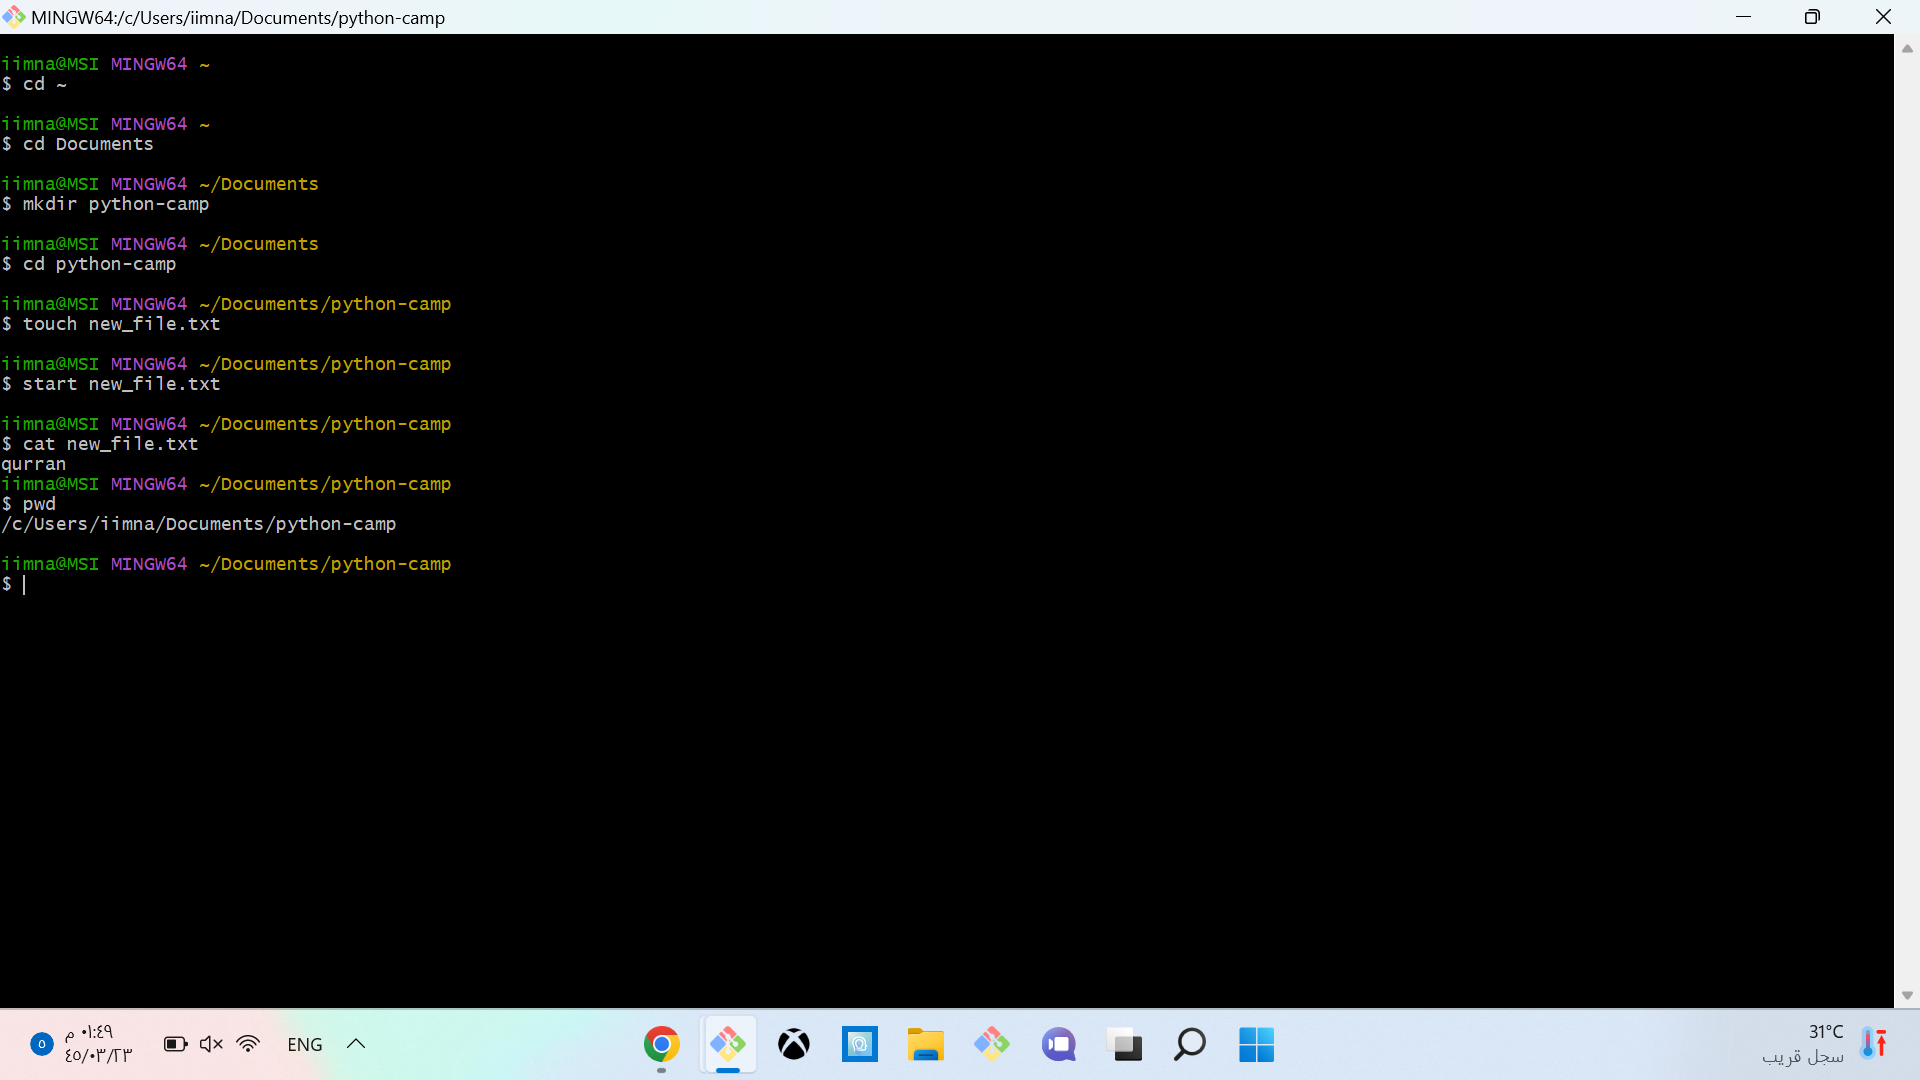 MINGW64:/c/Users/iimna/Documents/python-camp
iimna@MSI MINGW64 ~
$ cd ~
iimna@MSI MINGW64 ~
$ cd Documents
iimna@MSI MINGW64 ~/Documents
$ mkdir python-camp
iimna@MSI MINGW64 ~/Documents
$ cd python-camp
iimna@MSI MINGW64 ~/Documents/python-camp
$ touch new_file.txt
iimna@MSI MINGW64 ~/Documents/python-camp
$ start new_file.txt
iimna@MSI MINGW64 ~/Documents/python-camp
$ cat new_file.txt
qurran
iimna@MSI MINGW64 ~/Documents/python-camp
$ pwd
/c/Users/iimna/Documents/python-camp
iimna@MSI MINGW64 ~/Documents/python-camp
$
٥
٠١:٤٩ م
٤٥/٠٣/٢٣
ENG
31°C
سجل قريب